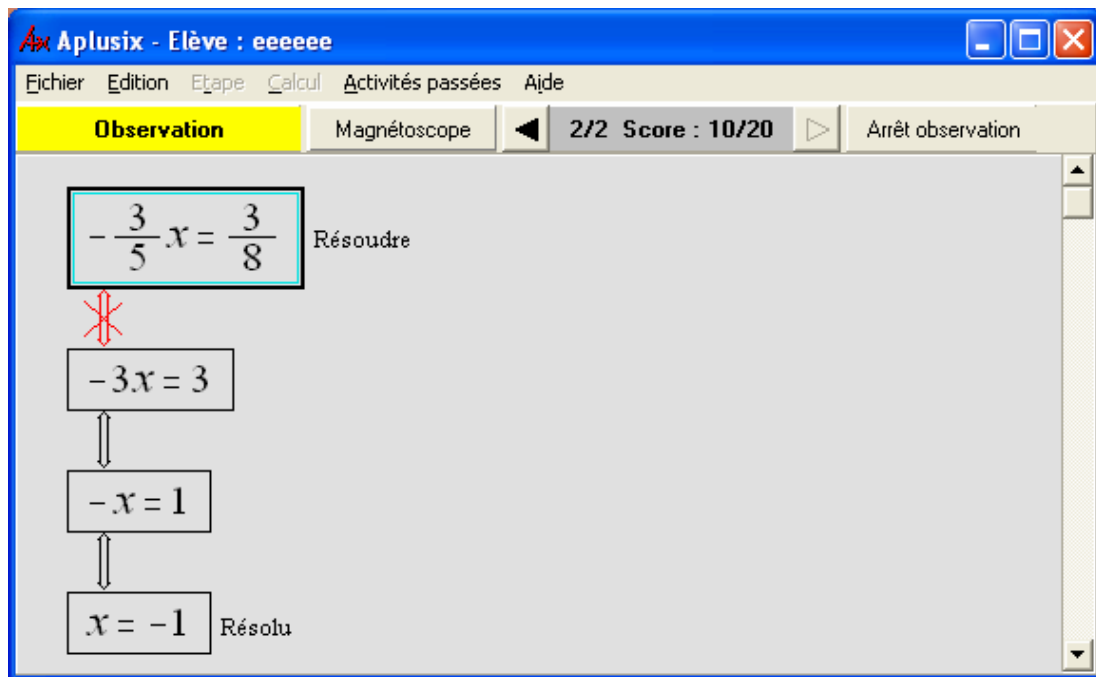 Aplusix - Elève : eeeeee
Fichier Edition Etape Calcul Activités passées Aide
Observation Magnétoscope 2/2 Score : 10/20 Arrêt observation
-3/5 x = 3/8 Résoudre
-3x = 3
-x = 1
x = -1 Résolu